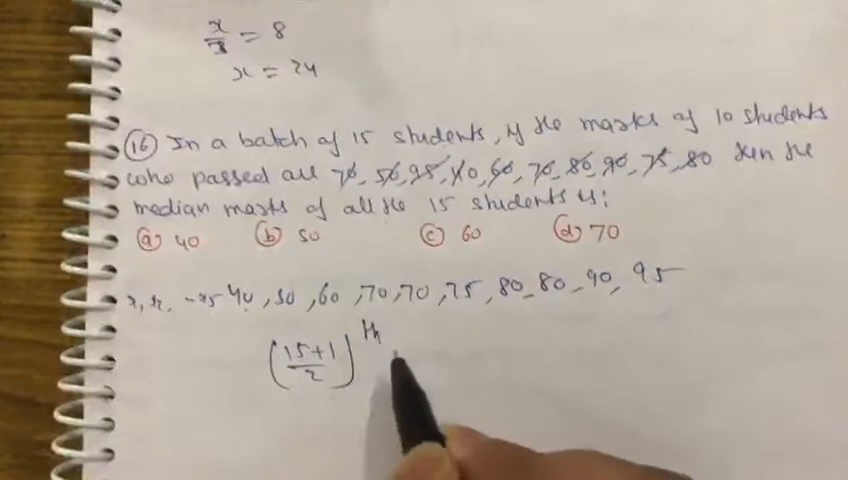 x/3 = 8
x = 24
(16) In a batch of 15 students, if the marks of 10 students
who passed are 70, 50, 95, 40, 60, 70, 80, 90, 75, 80 then the
median marks of all the 15 students is:
(a) 40 (b) 50 (c) 60 (d) 70
x, x, --x5 40, 50, 60, 70, 70, 75, 80, 80, 90, 95
((15+1)/2)th